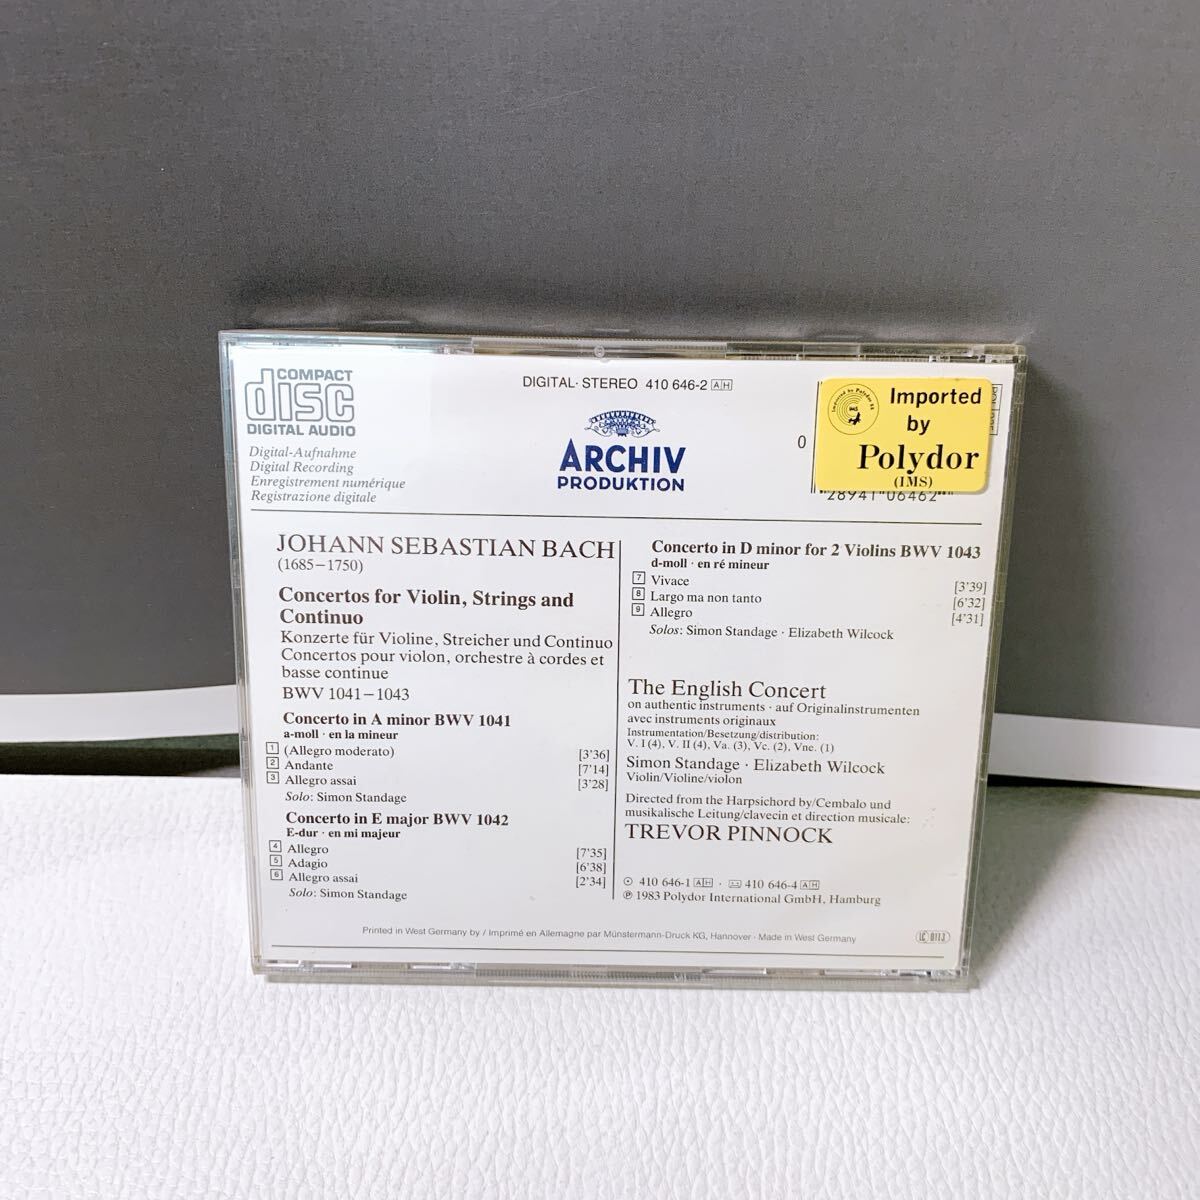 COMPACT
disc
DIGITAL AUDIO
Digital-Aufnahme
Digital Recording
Enregistrement numérique
Registrazione digitale
DIGITAL · STEREO 410 646-2 AH
ARCHIV
PRODUKTION
Imported
by
Polydor
(IMS)
0
28941 06462
JOHANN SEBASTIAN BACH
(1685–1750)
Concertos for Violin, Strings and
Continuo
Konzerte für Violine, Streicher und Continuo
Concertos pour violon, orchestre à cordes et
basse continue
BWV 1041–1043
Concerto in A minor BWV 1041
a-moll · en la mineur
1 (Allegro moderato) [3'36]
2 Andante [7'14]
3 Allegro assai [3'28]
Solo: Simon Standage
Concerto in E major BWV 1042
E-dur · en mi majeur
4 Allegro [7'35]
5 Adagio [6'38]
6 Allegro assai [2'34]
Solo: Simon Standage
Concerto in D minor for 2 Violins BWV 1043
d-moll · en ré mineur
7 Vivace [3'39]
8 Largo ma non tanto [6'32]
9 Allegro [4'31]
Solos: Simon Standage · Elizabeth Wilcock
The English Concert
on authentic instruments · auf Originalinstrumenten
avec instruments originaux
Instrumentation/Besetzung/distribution:
V. I (4), V. II (4), Va. (3), Vc. (2), Vne. (1)
Simon Standage · Elizabeth Wilcock
Violin/Violine/violon
Directed from the Harpsichord by/Cembalo und
musikalische Leitung/clavecin et direction musicale:
TREVOR PINNOCK
410 646-1 AH · 410 646-4 AH
℗ 1983 Polydor International GmbH, Hamburg
Printed in West Germany by / Imprimé en Allemagne par Münstermann-Druck KG, Hannover · Made in West Germany
LC 0113